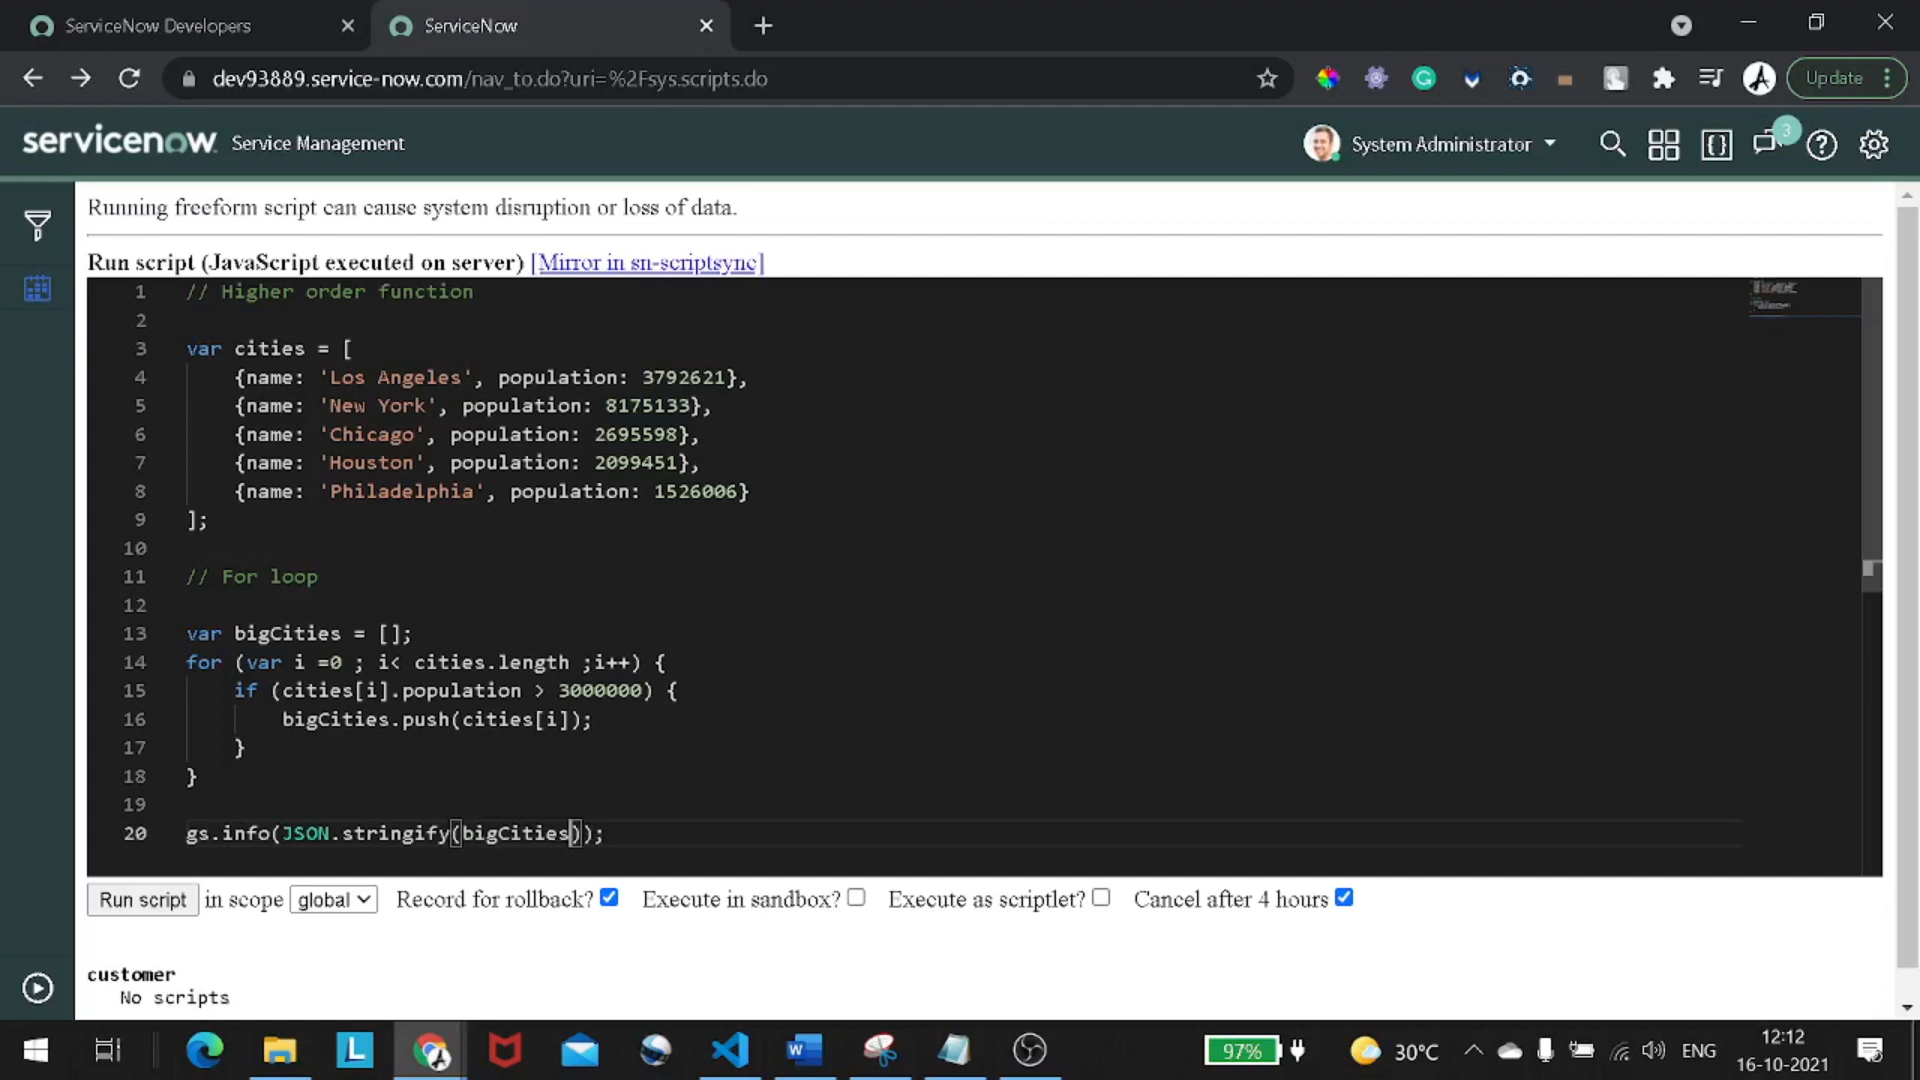 ServiceNow Developers
ServiceNow
dev93889.service-now.com/nav_to.do?uri=%2Fsys.scripts.do
Update
servicenow Service Management
System Administrator
3
Running freeform script can cause system disruption or loss of data.
Run script (JavaScript executed on server) [Mirror in sn-scriptsync]
1 // Higher order function
2
3 var cities = [
4 {name: 'Los Angeles', population: 3792621},
5 {name: 'New York', population: 8175133},
6 {name: 'Chicago', population: 2695598},
7 {name: 'Houston', population: 2099451},
8 {name: 'Philadelphia', population: 1526006}
9 ];
10
11 // For loop
12
13 var bigCities = [];
14 for (var i =0 ; i< cities.length ;i++) {
15 if (cities[i].population > 3000000) {
16 bigCities.push(cities[i]);
17 }
18 }
19
20 gs.info(JSON.stringify(bigCities));
Run script in scope global Record for rollback? Execute in sandbox? Execute as scriptlet? Cancel after 4 hours
customer
No scripts
97%
30°C
ENG
12:12
16-10-2021